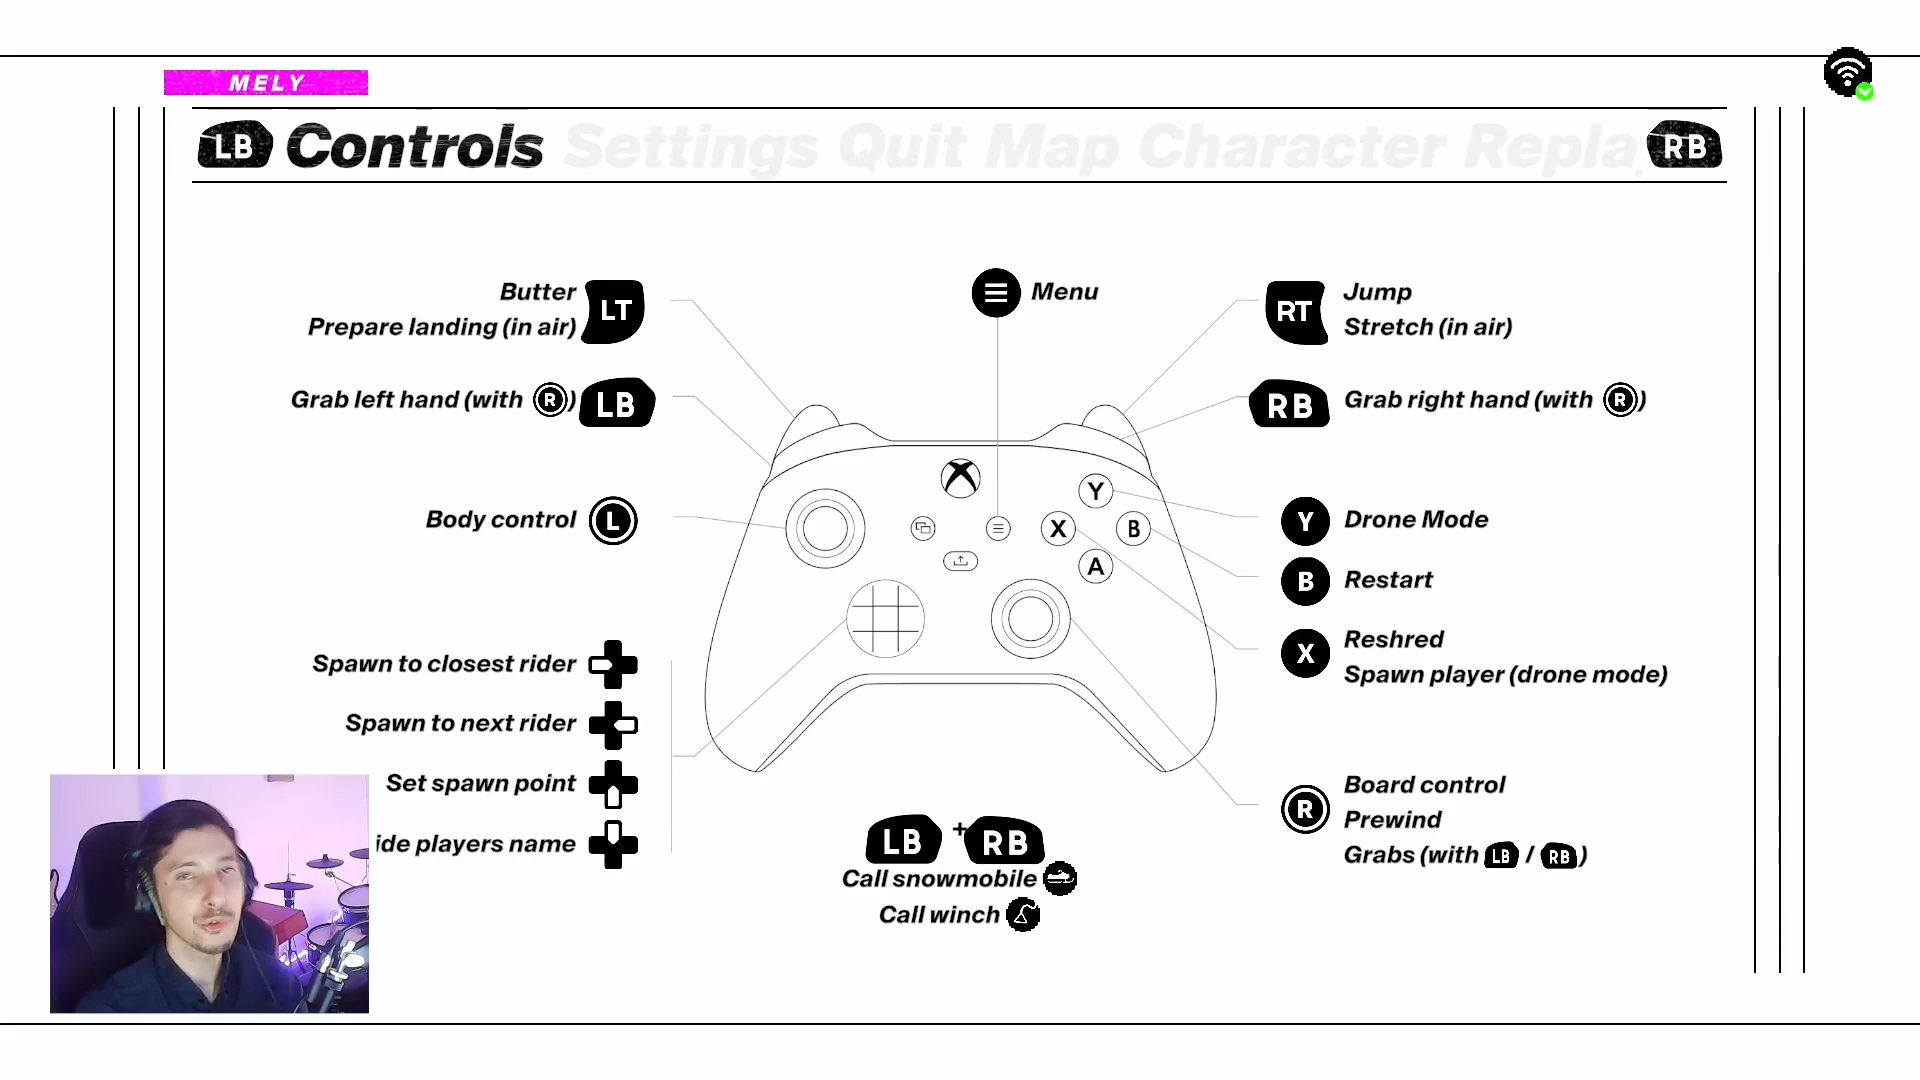 MELY
LB Controls Settings Quit Map Character Repla RB
Butter
Prepare landing (in air)
LT
Menu
RT
Jump
Stretch (in air)
Grab left hand (with R)
LB
RB
Grab right hand (with R)
Body control
L
Y
X
B
A
Y
Drone Mode
B
Restart
X
Reshred
Spawn player (drone mode)
Spawn to closest rider
Spawn to next rider
Set spawn point
ide players name
R
Board control
Prewind
Grabs (with LB / RB)
LB + RB
Call snowmobile
Call winch